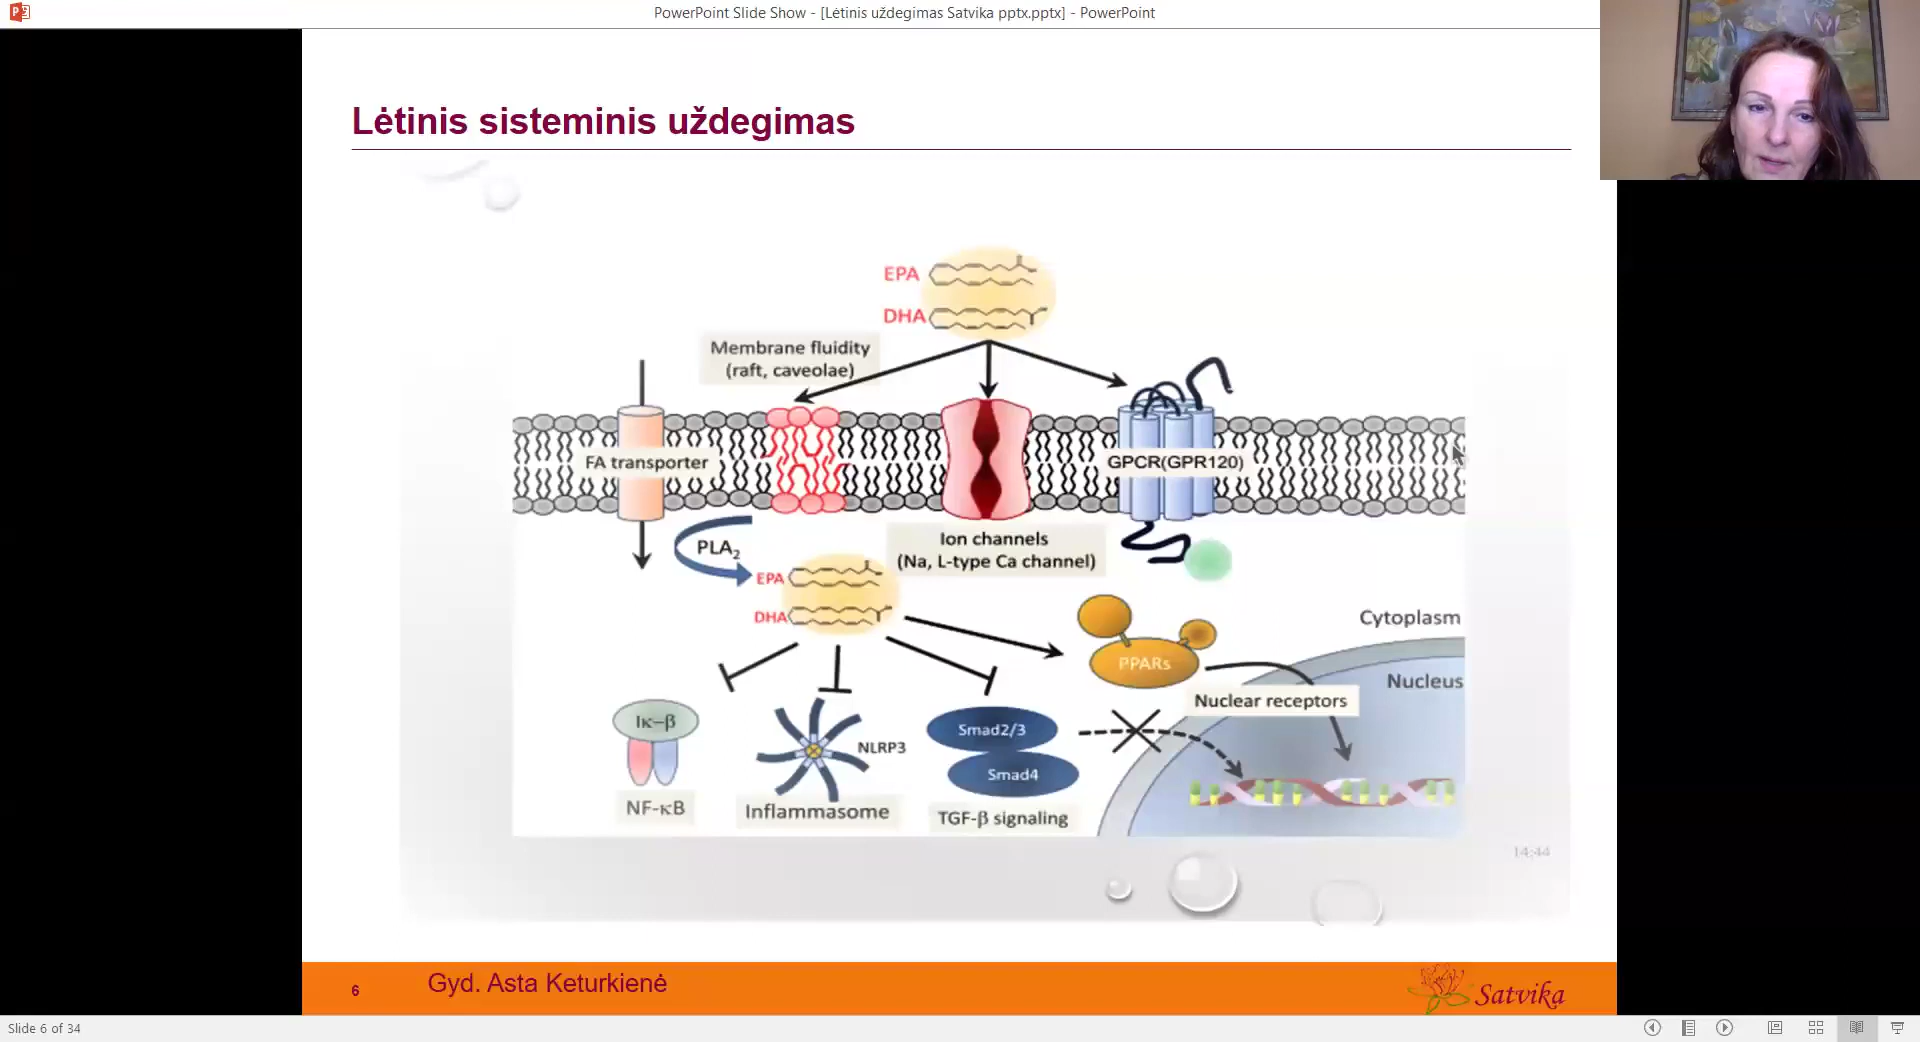 PowerPoint Slide Show - [Lėtinis uždegimas Satvika pptx.pptx] - PowerPoint
Lėtinis sisteminis uždegimas
EPA
DHA
Membrane fluidity
(raft, caveolae)
FA transporter
GPCR(GPR120)
PLA2
Ion channels
(Na, L-type Ca channel)
EPA
DHA
Cytoplasm
PPARs
Nucleus
Nuclear receptors
Iκ–β
NLRP3
Smad2/3
Smad4
NF-κB
Inflammasome
TGF-β signaling
14:44
6
Gyd. Asta Keturkienė
Satvika
Slide 6 of 34